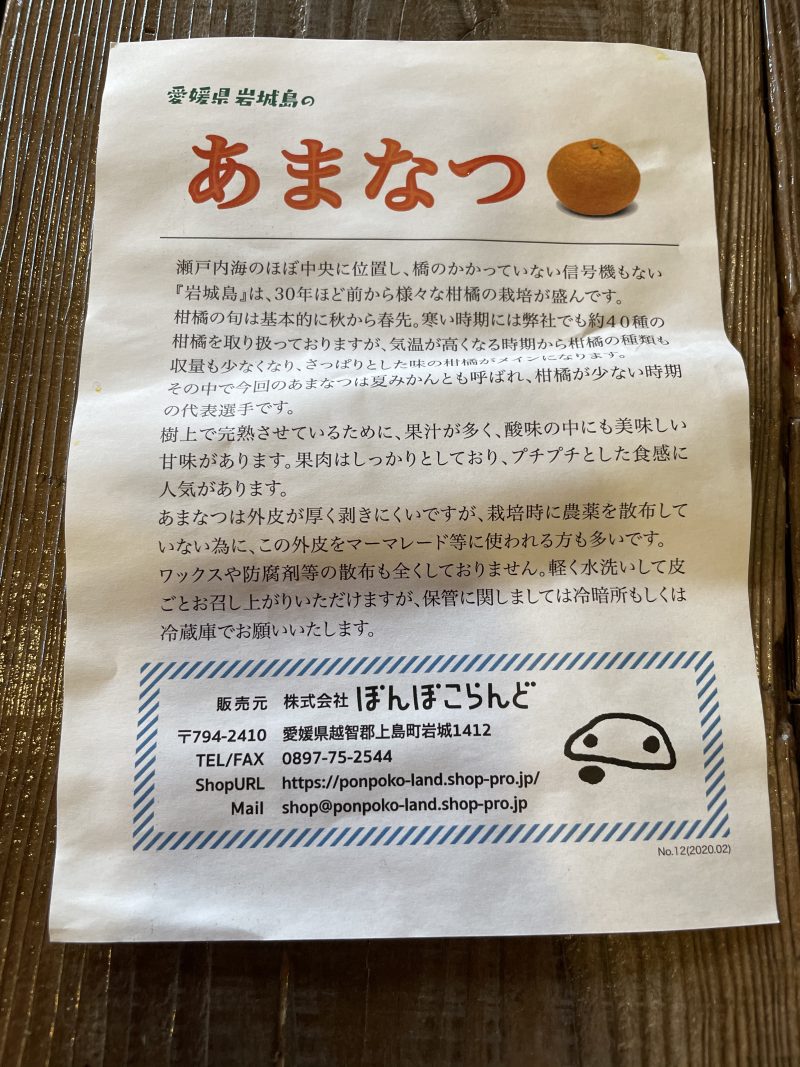 愛媛県 岩城島の
あまなつ
瀬戸内海のほぼ中央に位置し、橋のかかっていない信号機もない
『岩城島』は、30年ほど前から様々な柑橘の栽培が盛んです。
柑橘の旬は基本的に秋から春先。寒い時期には弊社でも約40種の
柑橘を取り扱っておりますが、気温が高くなる時期から柑橘の種類も
収量も少なくなり、さっぱりとした味の柑橘がメインになります。
その中で今回のあまなつは夏みかんとも呼ばれ、柑橘が少ない時期
の代表選手です。
樹上で完熟させているために、果汁が多く、酸味の中にも美味しい
甘味があります。果肉はしっかりとしており、プチプチとした食感に
人気があります。
あまなつは外皮が厚く剥きにくいですが、栽培時に農薬を散布して
いない為に、この外皮をマーマレード等に使われる方も多いです。
ワックスや防腐剤等の散布も全くしておりません。軽く水洗いして皮
ごとお召し上がりいただけますが、保管に関しましては冷暗所もしくは
冷蔵庫でお願いいたします。
販売元 株式会社 ぽんぽこらんど
〒794-2410 愛媛県越智郡上島町岩城1412
TEL/FAX 0897-75-2544
ShopURL https://ponpoko-land.shop-pro.jp/
Mail shop@ponpoko-land.shop-pro.jp
No.12(2020.02)